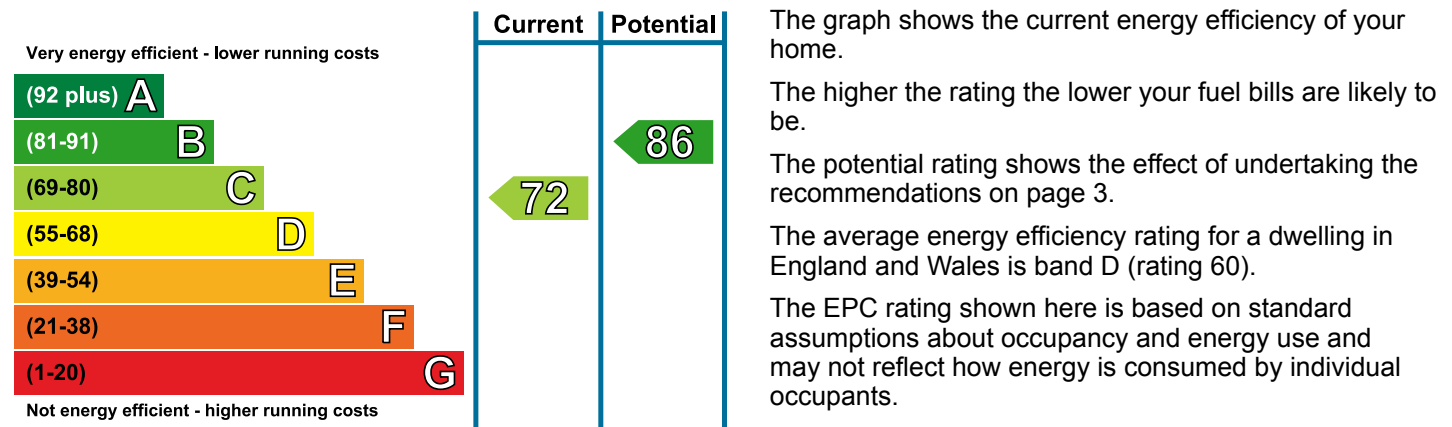 Current Potential
Very energy efficient - lower running costs
(92 plus) A
(81-91) B
86
(69-80) C
72
(55-68) D
(39-54) E
(21-38) F
(1-20) G
Not energy efficient - higher running costs
The graph shows the current energy efficiency of your
home.
The higher the rating the lower your fuel bills are likely to
be.
The potential rating shows the effect of undertaking the
recommendations on page 3.
The average energy efficiency rating for a dwelling in
England and Wales is band D (rating 60).
The EPC rating shown here is based on standard
assumptions about occupancy and energy use and
may not reflect how energy is consumed by individual
occupants.